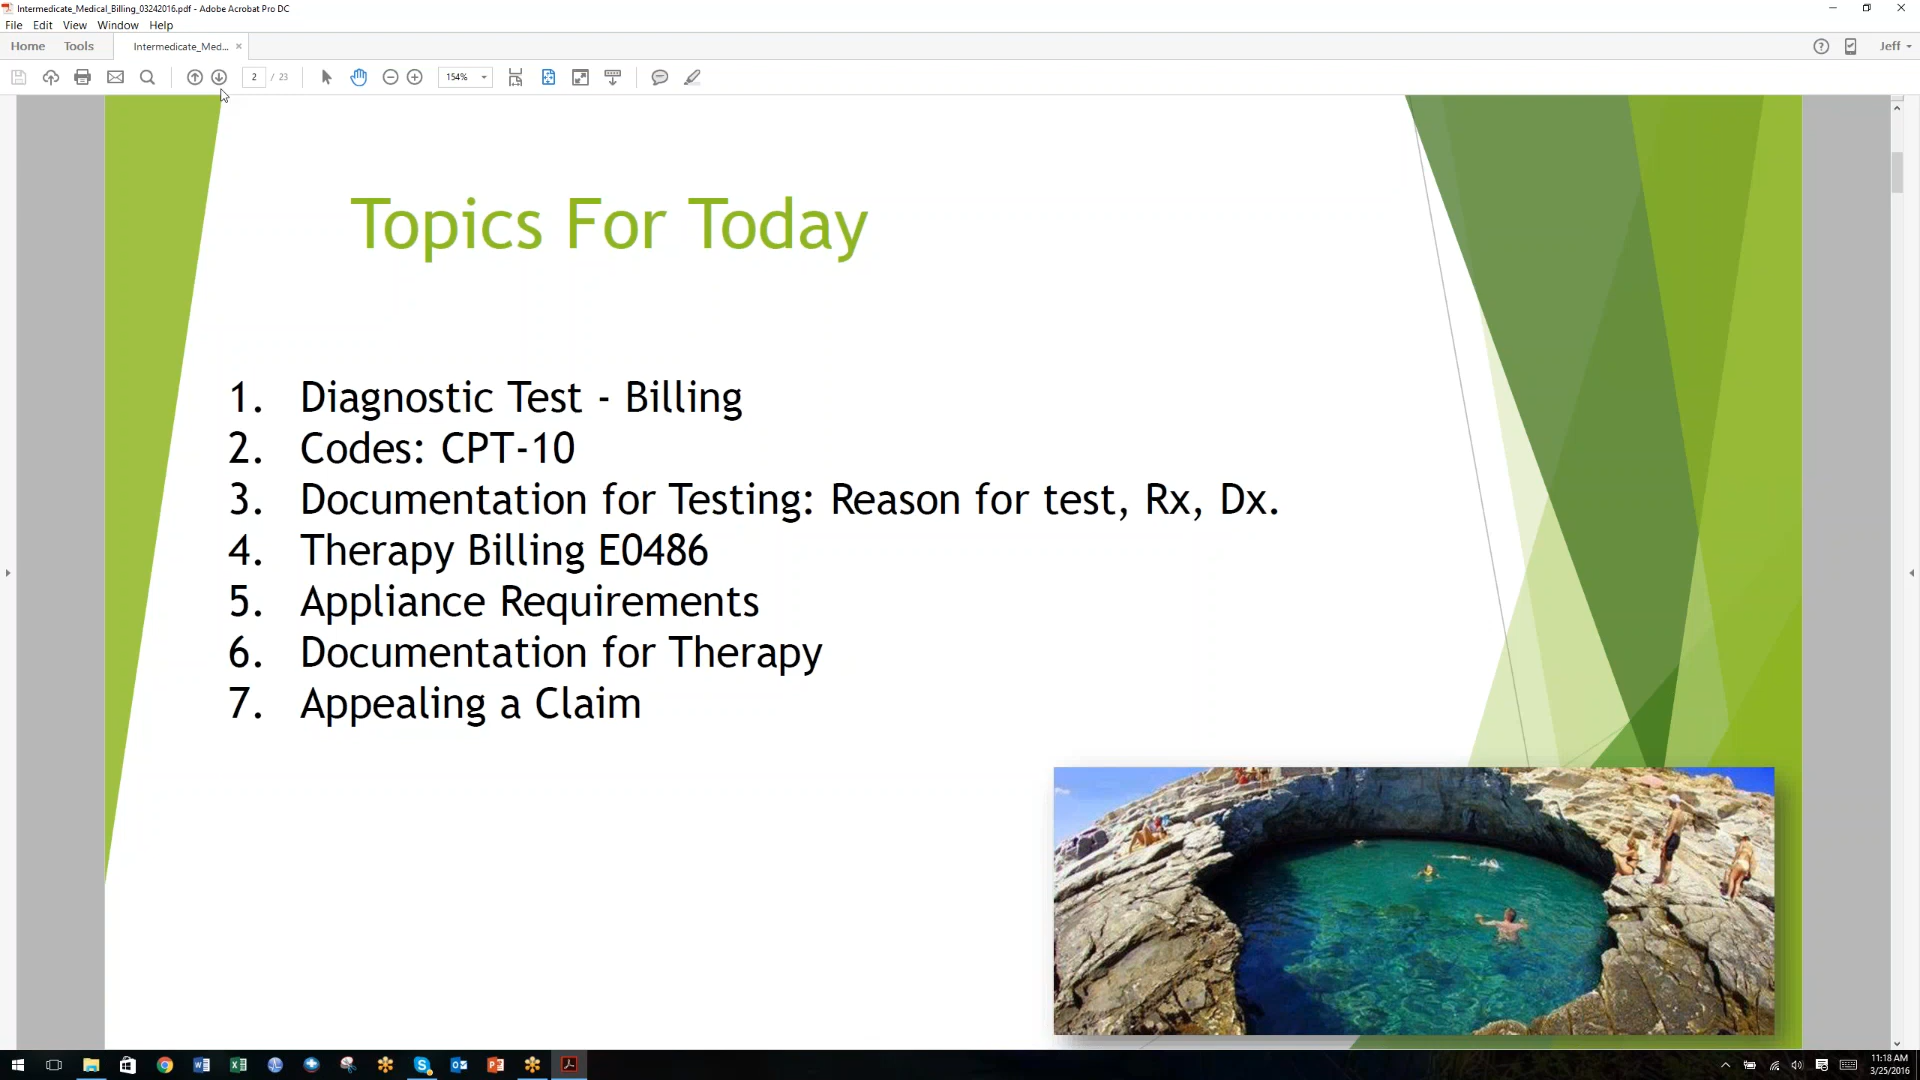 Intermedicate_Medical_Billing_03242016.pdf - Adobe Acrobat Pro DC
File Edit View Window Help
Home Tools Intermedicate_Med... × Jeff
2 / 23 154%
Topics For Today
1. Diagnostic Test - Billing
2. Codes: CPT-10
3. Documentation for Testing: Reason for test, Rx, Dx.
4. Therapy Billing E0486
5. Appliance Requirements
6. Documentation for Therapy
7. Appealing a Claim
11:18 AM
3/25/2016